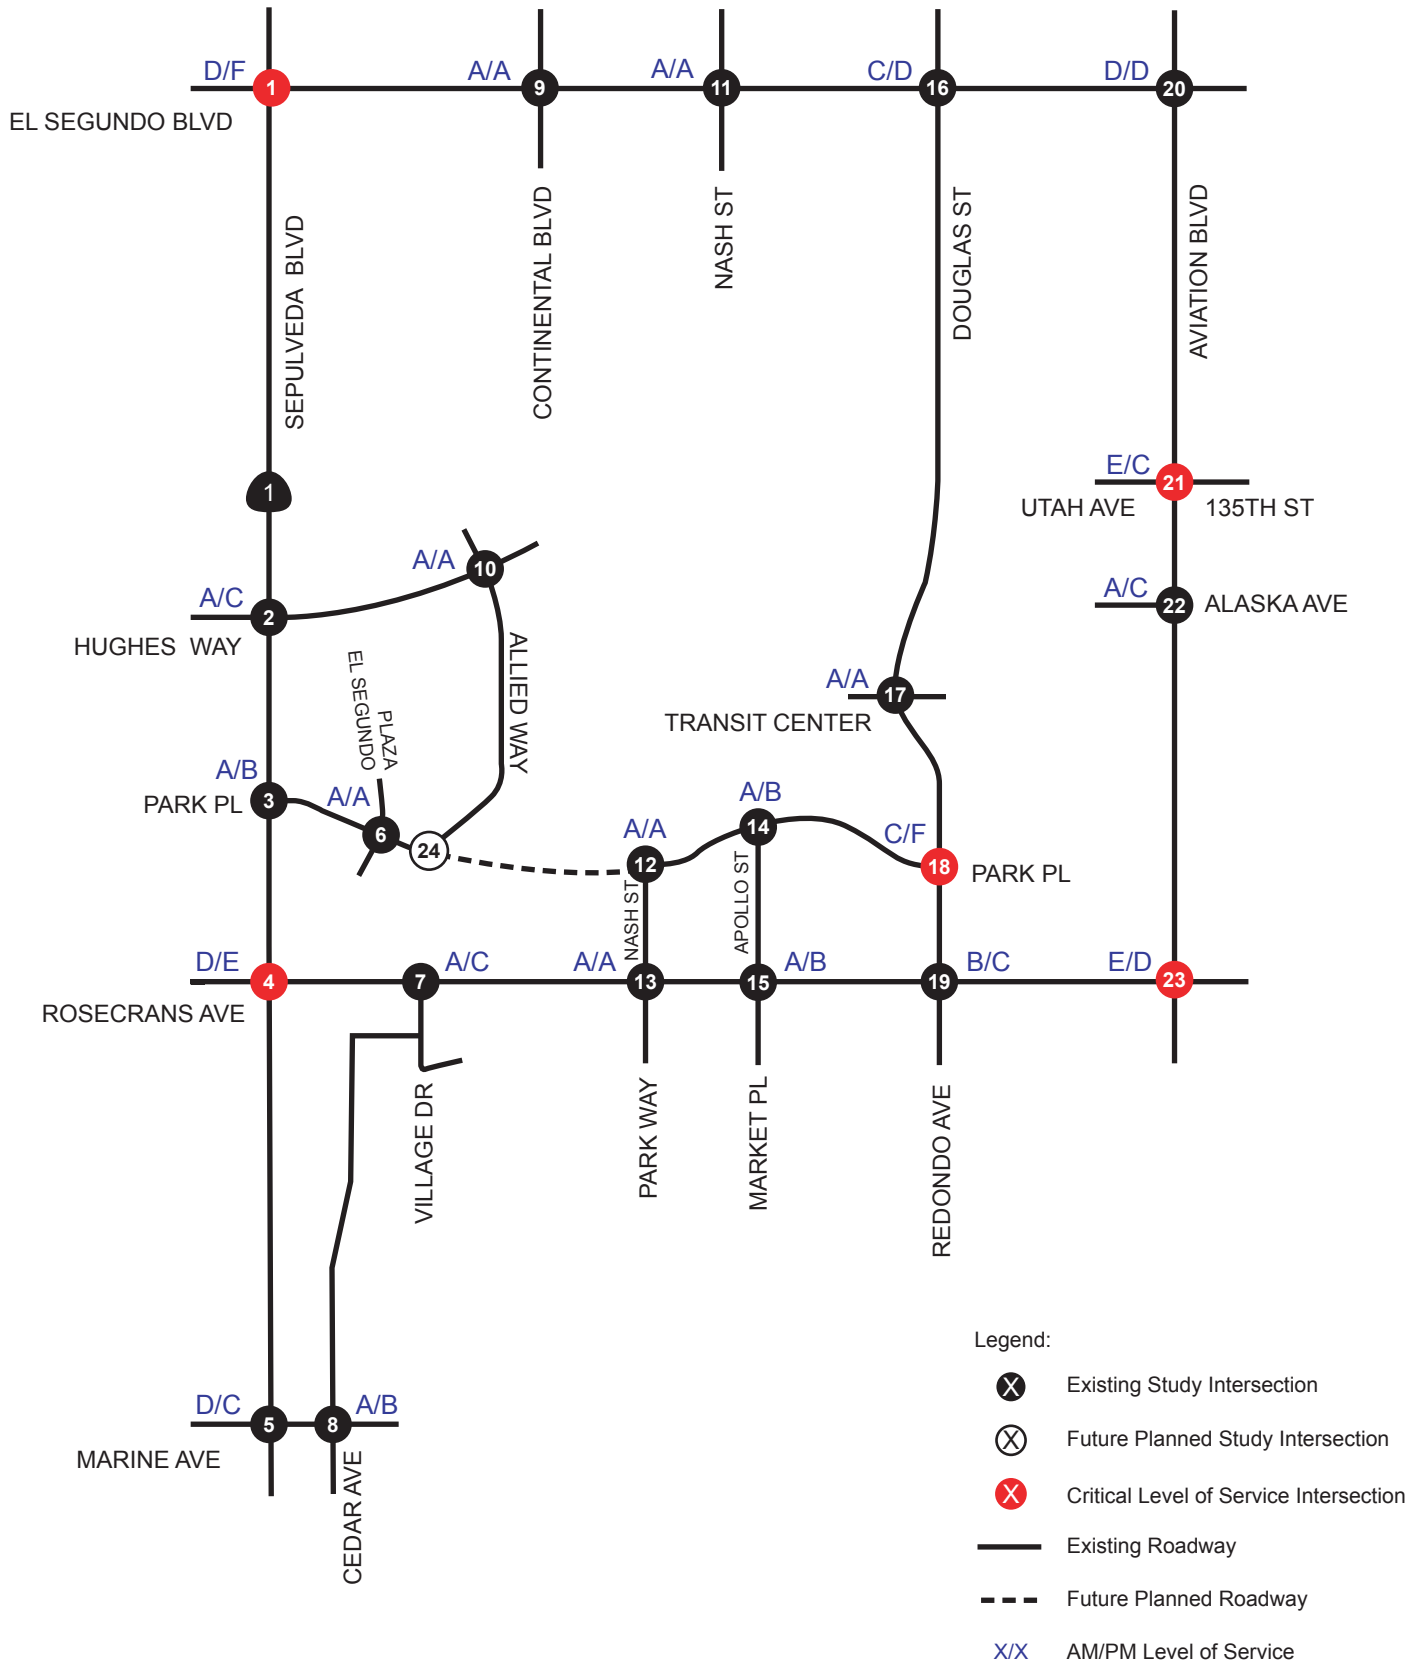 D/F
A/A
A/A
C/D
D/D
1
9
11
16
20
EL SEGUNDO BLVD
SEPULVEDA BLVD
CONTINENTAL BLVD
NASH ST
DOUGLAS ST
AVIATION BLVD
1
E/C
21
UTAH AVE
135TH ST
A/A
10
A/C
2
HUGHES WAY
A/C
22
ALASKA AVE
ALLIED WAY
EL SEGUNDO
PLAZA
A/A
17
TRANSIT CENTER
A/B
3
PARK PL
A/A
6
24
A/A
12
A/B
14
C/F
18
PARK PL
NASH ST
APOLLO ST
D/E
4
ROSECRANS AVE
7
A/C
A/A
13
15
A/B
19
B/C
E/D
23
VILLAGE DR
PARK WAY
MARKET PL
REDONDO AVE
D/C
5
8
A/B
MARINE AVE
CEDAR AVE
Legend:
X Existing Study Intersection
X Future Planned Study Intersection
X Critical Level of Service Intersection
Existing Roadway
Future Planned Roadway
X/X AM/PM Level of Service